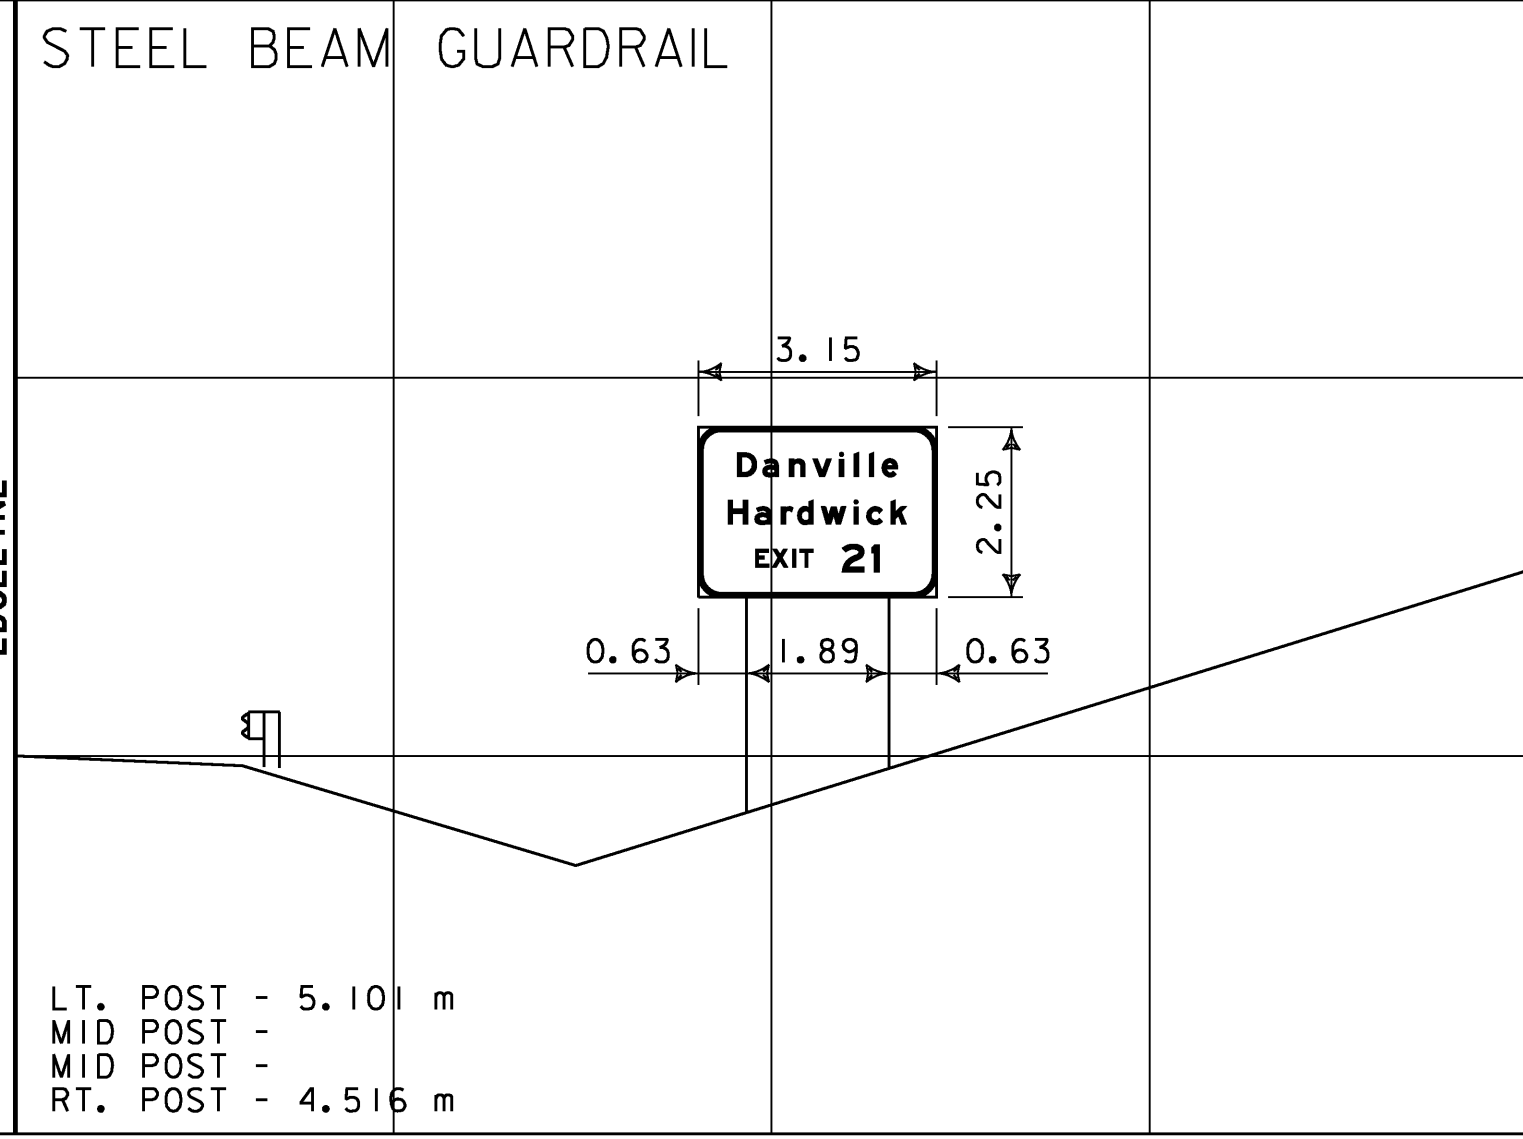 STEEL BEAM GUARDRAIL
3.15
Danville
Hardwick
EXIT 21
2.25
0.63 1.89 0.63
LT. POST - 5.101 m
MID POST -
MID POST -
RT. POST - 4.516 m